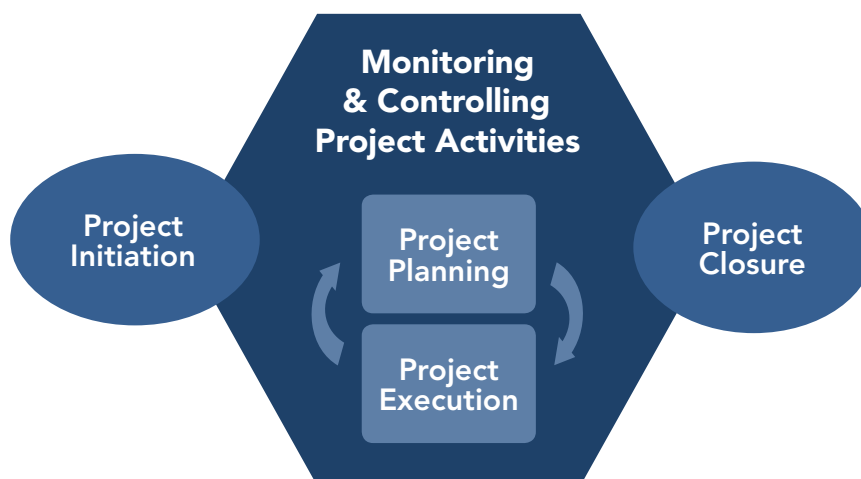 Monitoring
& Controlling
Project Activities
Project
Initiation
Project
Planning
Project
Execution
Project
Closure